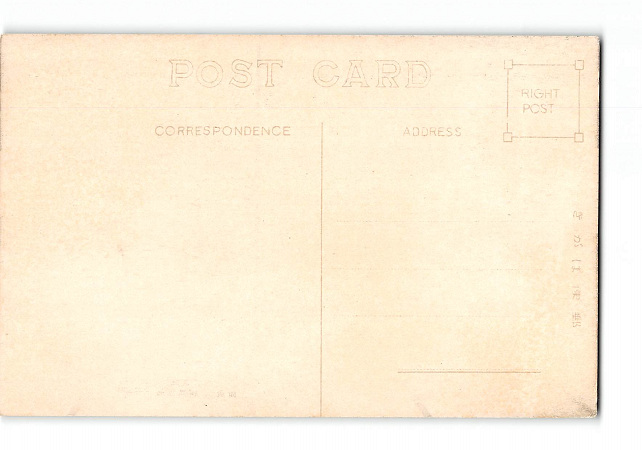 POST CARD
RIGHT
POST
CORRESPONDENCE
ADDRESS